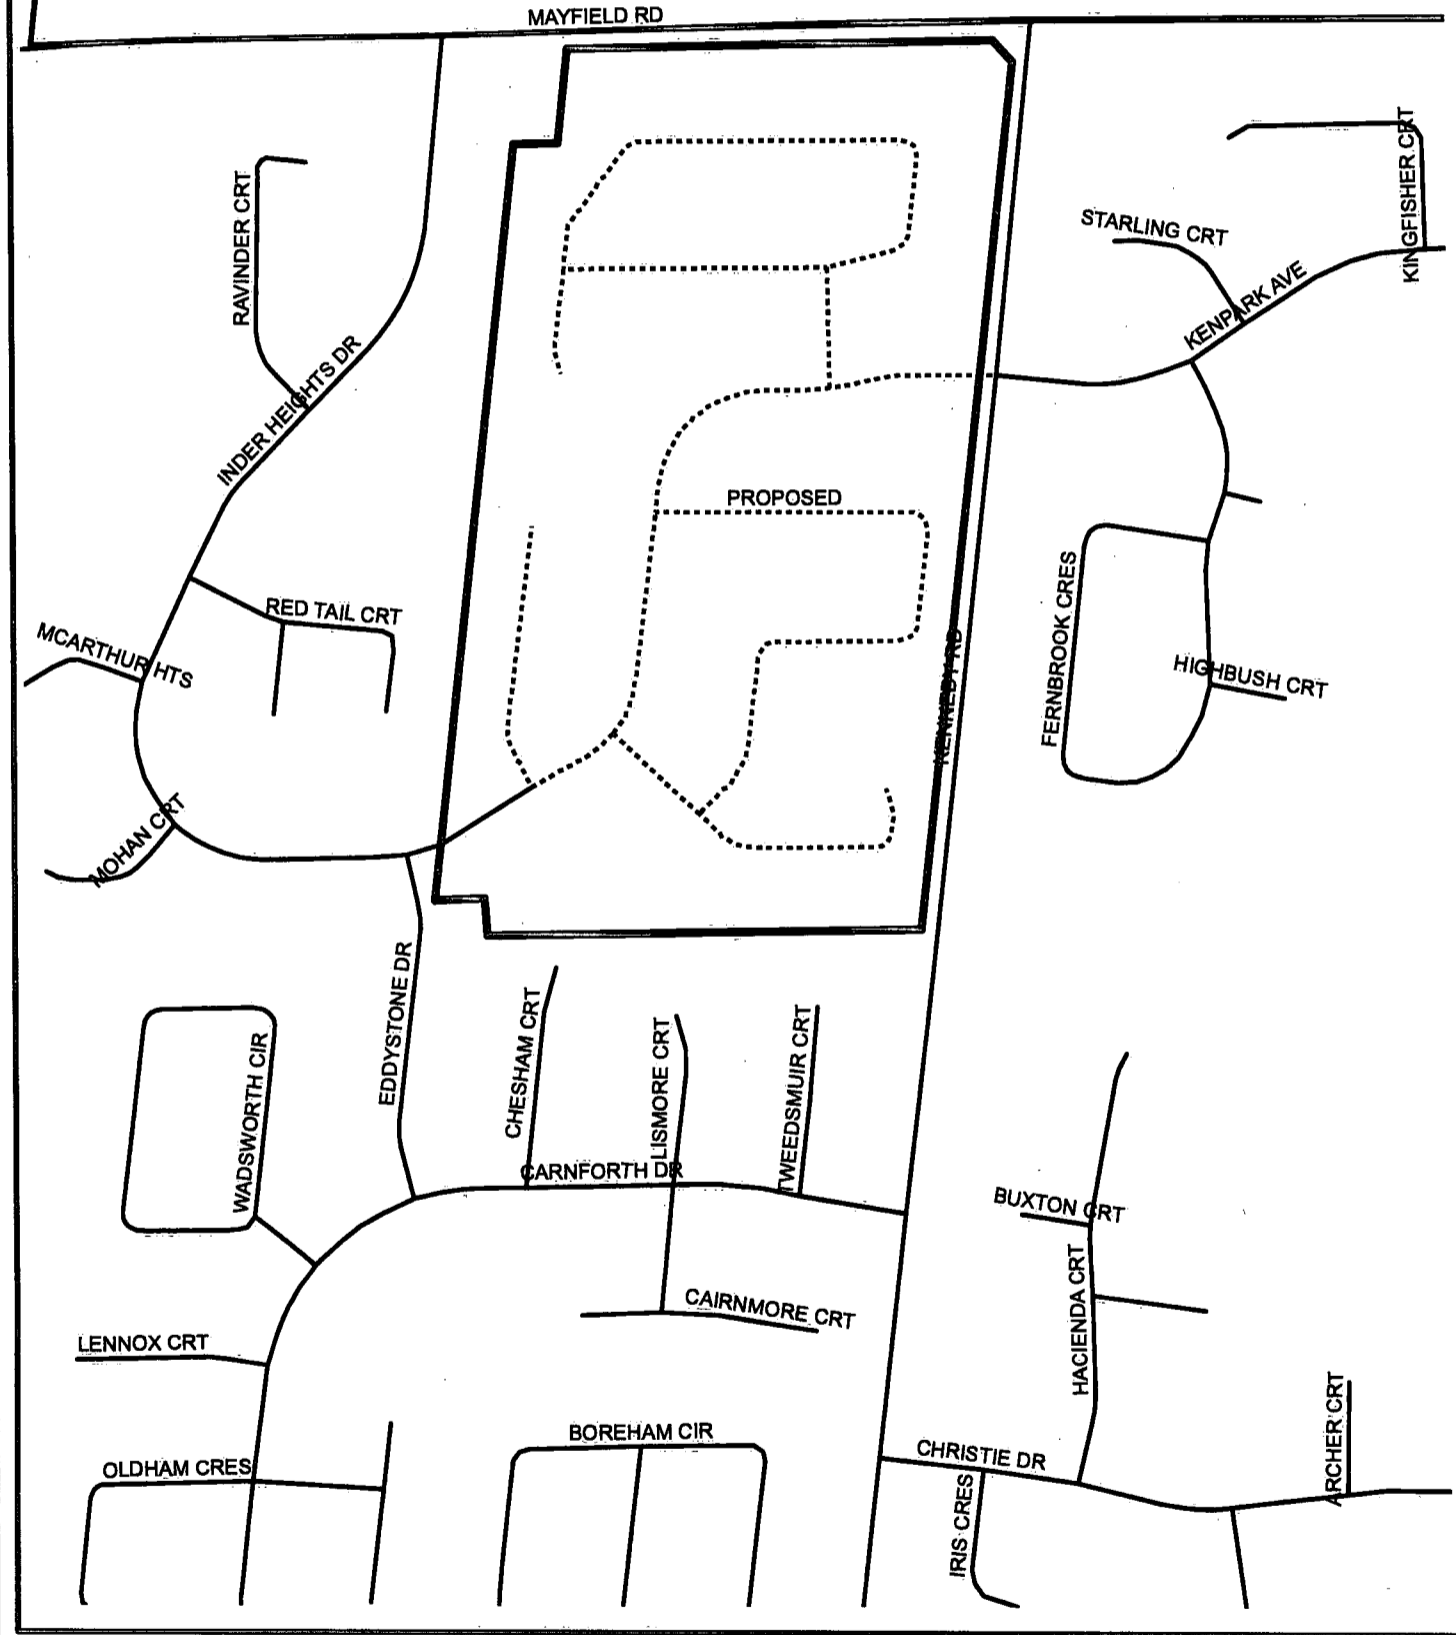 MAYFIELD RD
KINGFISHER CRT
RAVINDER CRT
STARLING CRT
KENPARK AVE
INDER HEIGHTS DR
PROPOSED
RED TAIL CRT
MCARTHUR HTS
FERNBROOK CRES
KENNEDY RD
HIGHBUSH CRT
MOHAN CRT
EDDYSTONE DR
CHESHAM CRT
LISMORE CRT
TWEEDSMUIR CRT
WADSWORTH CIR
CARNFORTH DR
BUXTON CRT
HACIENDA CRT
CAIRNMORE CRT
LENNOX CRT
ARCHER CRT
BOREHAM CIR
CHRISTIE DR
OLDHAM CRES
IRIS CRES